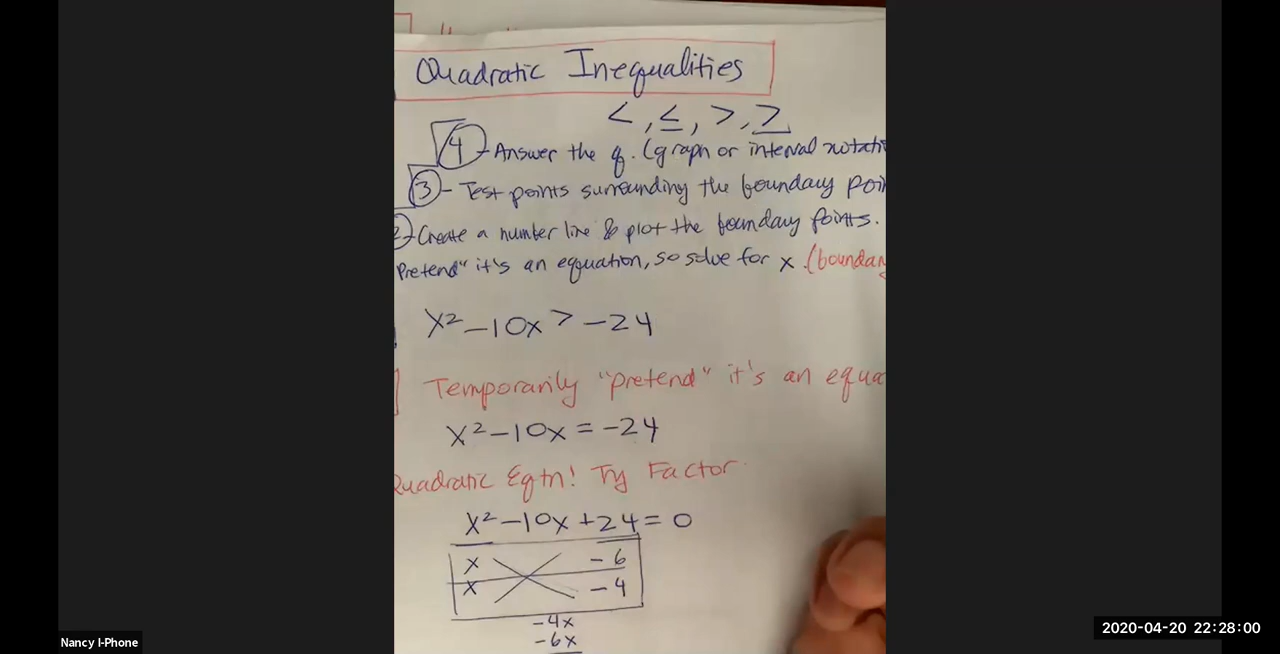 Quadratic Inequalities
< , ≤ , > , ≥
4 - Answer the q. (graph or interval notati
3 - Test points surrounding the boundary poin
2 - Create a number line & plot the boundary points.
"Pretend" it's an equation, so solve for x. (boundary
x² - 10x > -24
Temporarily "pretend" it's an equa
x² - 10x = -24
Quadratic Eqtn! Try Factor
x² - 10x + 24 = 0
x - 6
x - 4
-4x
-6x
Nancy I-Phone
2020-04-20 22:28:00